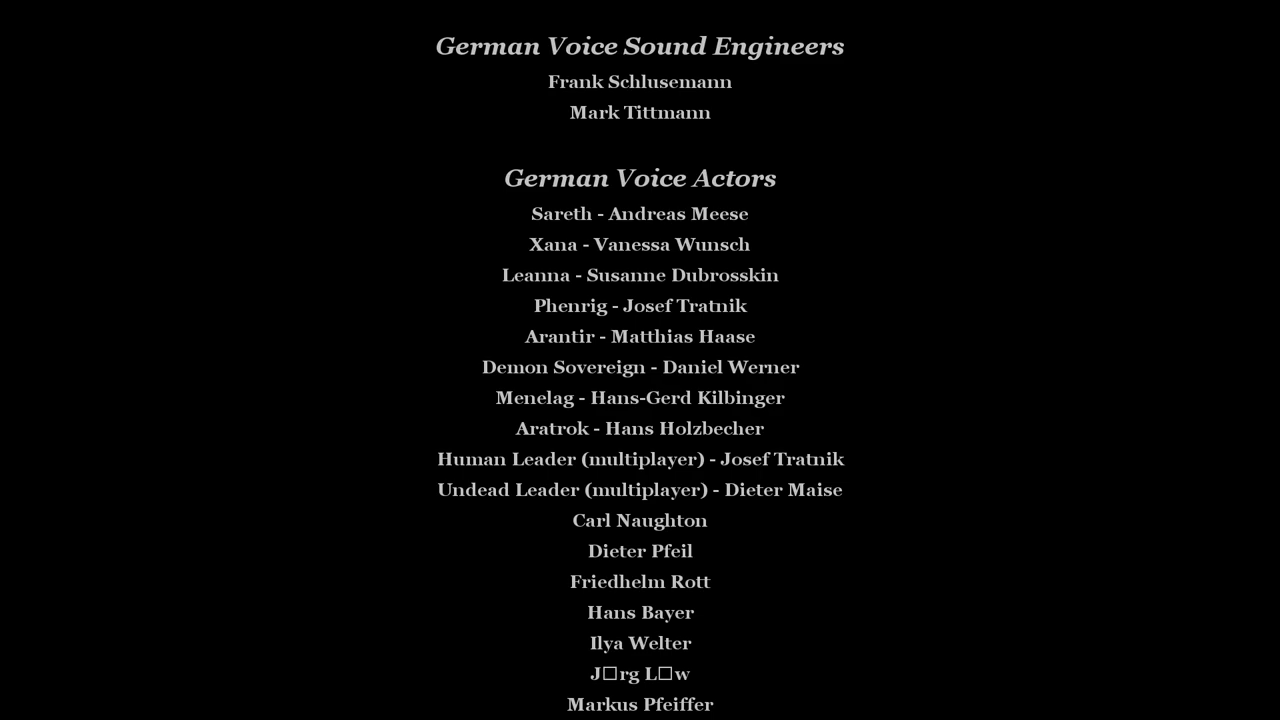 German Voice Sound Engineers
Frank Schlusemann
Mark Tittmann
German Voice Actors
Sareth - Andreas Meese
Xana - Vanessa Wunsch
Leanna - Susanne Dubrosskin
Phenrig - Josef Tratnik
Arantir - Matthias Haase
Demon Sovereign - Daniel Werner
Menelag - Hans-Gerd Kilbinger
Aratrok - Hans Holzbecher
Human Leader (multiplayer) - Josef Tratnik
Undead Leader (multiplayer) - Dieter Maise
Carl Naughton
Dieter Pfeil
Friedhelm Rott
Hans Bayer
Ilya Welter
J□rg L□w
Markus Pfeiffer